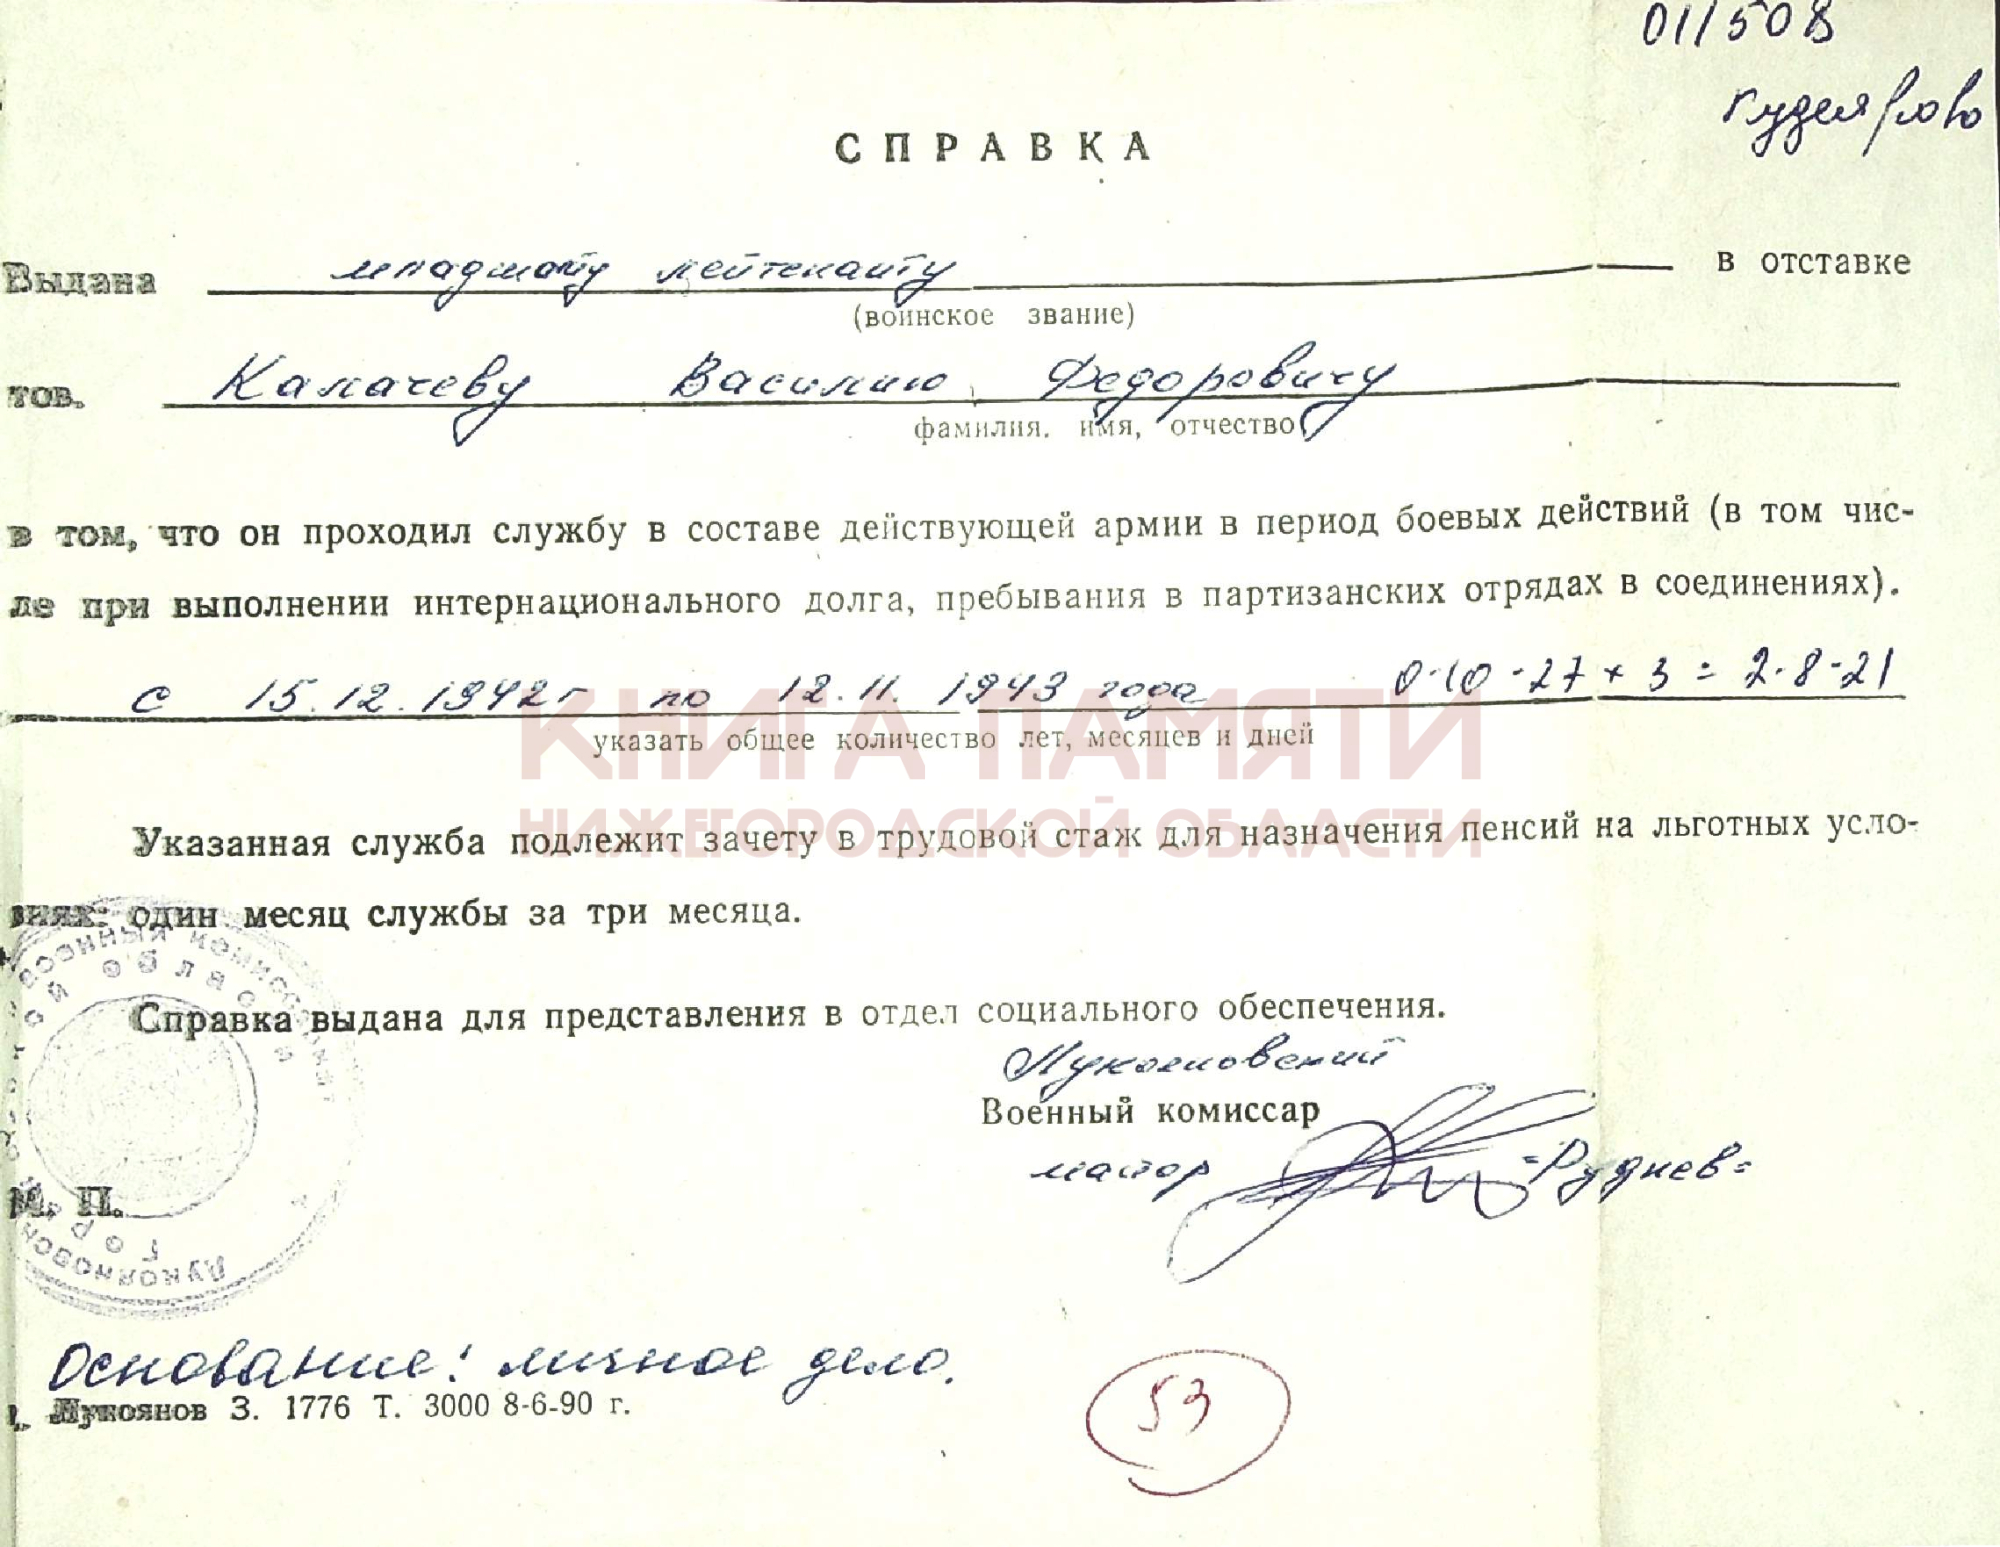 011508
Кудеярово
СПРАВКА
Выдана младшему лейтенанту в отставке
(воинское звание)
тов. Калачеву Василию Федоровичу
фамилия, имя, отчество
в том, что он проходил службу в составе действующей армии в период боевых действий (в том чис-
ле при выполнении интернационального долга, пребывания в партизанских отрядах в соединениях).
с 15.12.1942 г по 12.11.1943 года 0-10-27 × 3 = 2-8-21
КНИГА ПАМЯТИ
указать общее количество лет, месяцев и дней
НИЖЕГОРОДСКОЙ ОБЛАСТИ
Указанная служба подлежит зачету в трудовой стаж для назначения пенсий на льготных усло-
виях: один месяц службы за три месяца.
Справка выдана для представления в отдел социального обеспечения.
Лукояновский
Военный комиссар
майор =Руднев=
М. П.
Основание: личное дело.
г. Лукоянов З. 1776 Т. 3000 8-6-90 г.
53